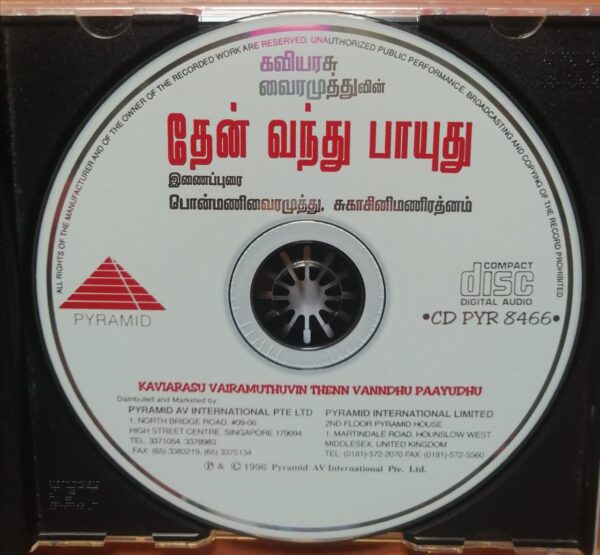 ALL RIGHTS OF THE MANUFACTURER AND OF THE OWNER OF THE RECORDED WORK ARE RESERVED. UNAUTHORIZED PUBLIC PERFORMANCE, BROADCASTING AND COPYING OF THE RECORD PROHIBITED.
கவியரசு
வைரமுத்துவின்
தேன் வந்து பாயுது
இணைப்புரை
போன்மணிவைரமுத்து, சுகாசினிமணிரத்னம்
PYRAMID
COMPACT
disc
DIGITAL AUDIO
•CD PYR 8466•
KAVIARASU VAIRAMUTHUVIN THENN VANNDHU PAAYUDHU
Distributed and Marketed by
PYRAMID AV INTERNATIONAL PTE LTD
1, NORTH BRIDGE ROAD, #09-06
HIGH STREET CENTRE, SINGAPORE 179094
TEL: 3371054, 3378983
FAX: (65) 3383219, (65) 3375134
PYRAMID INTERNATIONAL LIMITED
2ND FLOOR PYRAMID HOUSE
1, MARTINDALE ROAD, HOUNSLOW WEST
MIDDLESEX, UNITED KINGDOM
TEL: (0181)-572-2070 FAX: (0181)-572-5560
℗ & © 1996 Pyramid AV International Pte. Ltd.